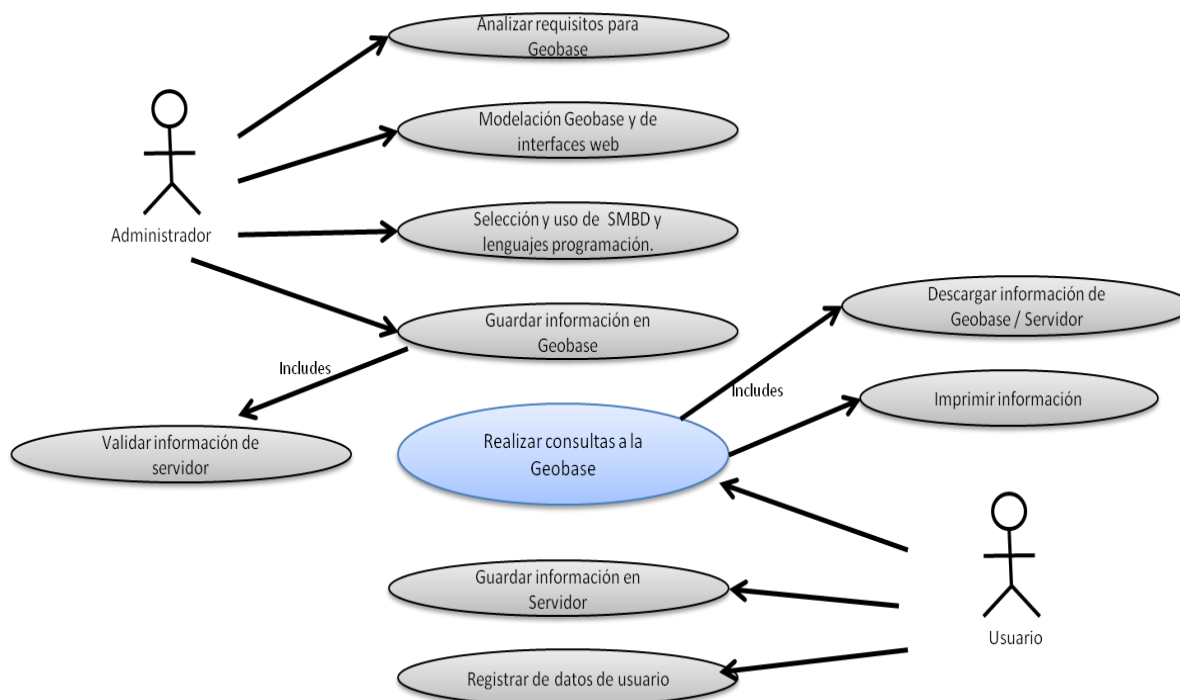 Analizar requisitos para
Geobase
Modelación Geobase y de
interfaces web
Administrador
Selección y uso de SMBD y
lenguajes programación.
Descargar información de
Geobase / Servidor
Guardar información en
Geobase
Includes
Includes
Imprimir información
Validar información de
servidor
Realizar consultas a la
Geobase
Guardar información en
Servidor
Usuario
Registrar de datos de usuario